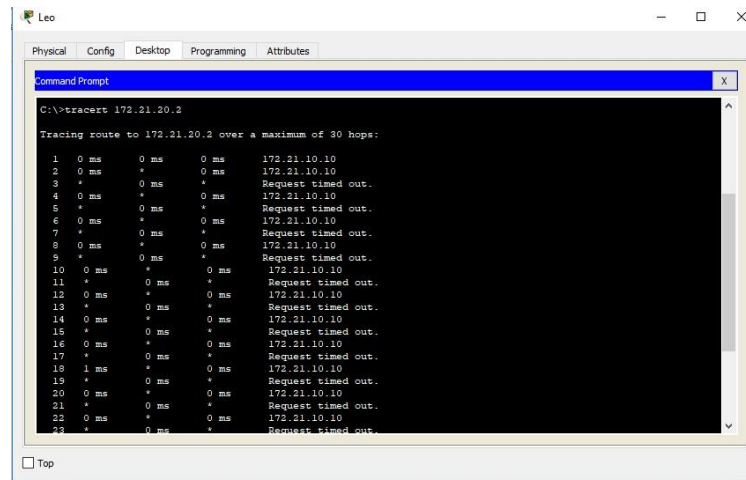 Leo
Physical Config Desktop Programming Attributes
Command Prompt
X
C:\>tracert 172.21.20.2
Tracing route to 172.21.20.2 over a maximum of 30 hops:
1 0 ms 0 ms 0 ms 172.21.10.10
2 0 ms * 0 ms 172.21.10.10
3 * 0 ms * Request timed out.
4 0 ms * 0 ms 172.21.10.10
5 * 0 ms * Request timed out.
6 0 ms * 0 ms 172.21.10.10
7 * 0 ms * Request timed out.
8 0 ms * 0 ms 172.21.10.10
9 * 0 ms * Request timed out.
10 0 ms * 0 ms 172.21.10.10
11 * 0 ms * Request timed out.
12 0 ms * 0 ms 172.21.10.10
13 * 0 ms * Request timed out.
14 0 ms * 0 ms 172.21.10.10
15 * 0 ms * Request timed out.
16 0 ms * 0 ms 172.21.10.10
17 * 0 ms * Request timed out.
18 1 ms * 0 ms 172.21.10.10
19 * 0 ms * Request timed out.
20 0 ms * 0 ms 172.21.10.10
21 * 0 ms * Request timed out.
22 0 ms * 0 ms 172.21.10.10
23 * 0 ms * Request timed out.
Top